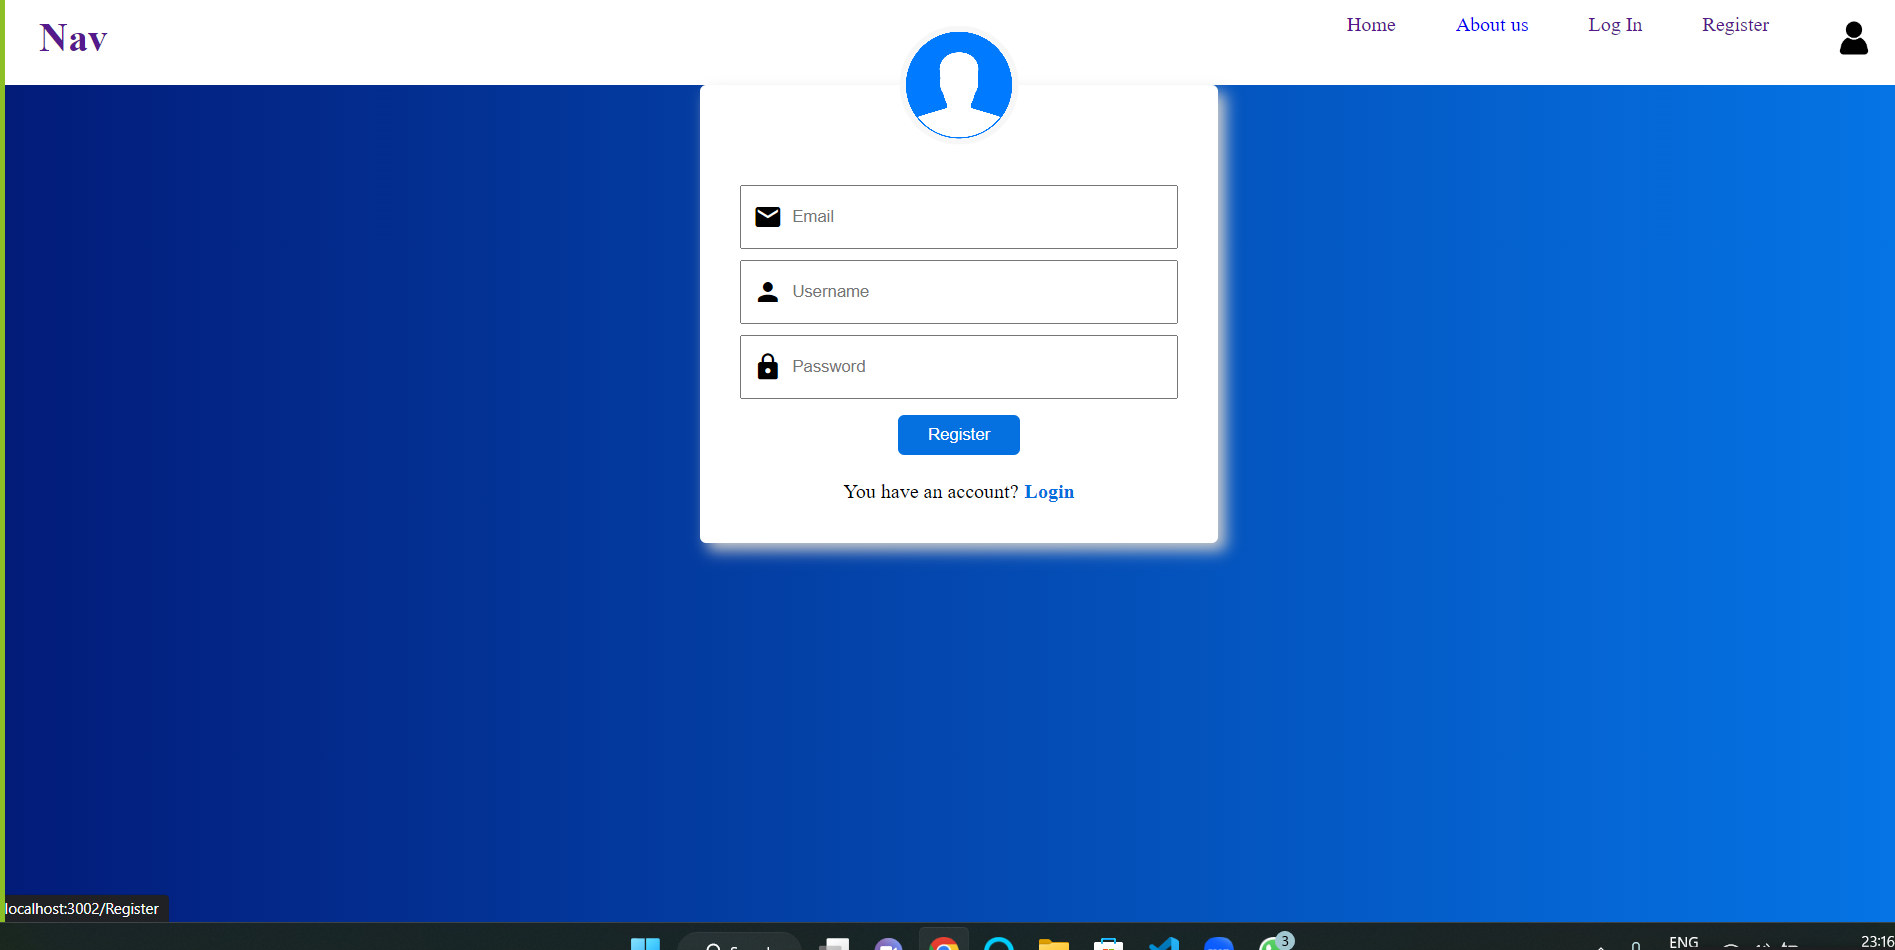 Nav
Home About us Log In Register
Email
Username
Password
Register
You have an account? Login
localhost:3002/Register
3
ENG
23:16